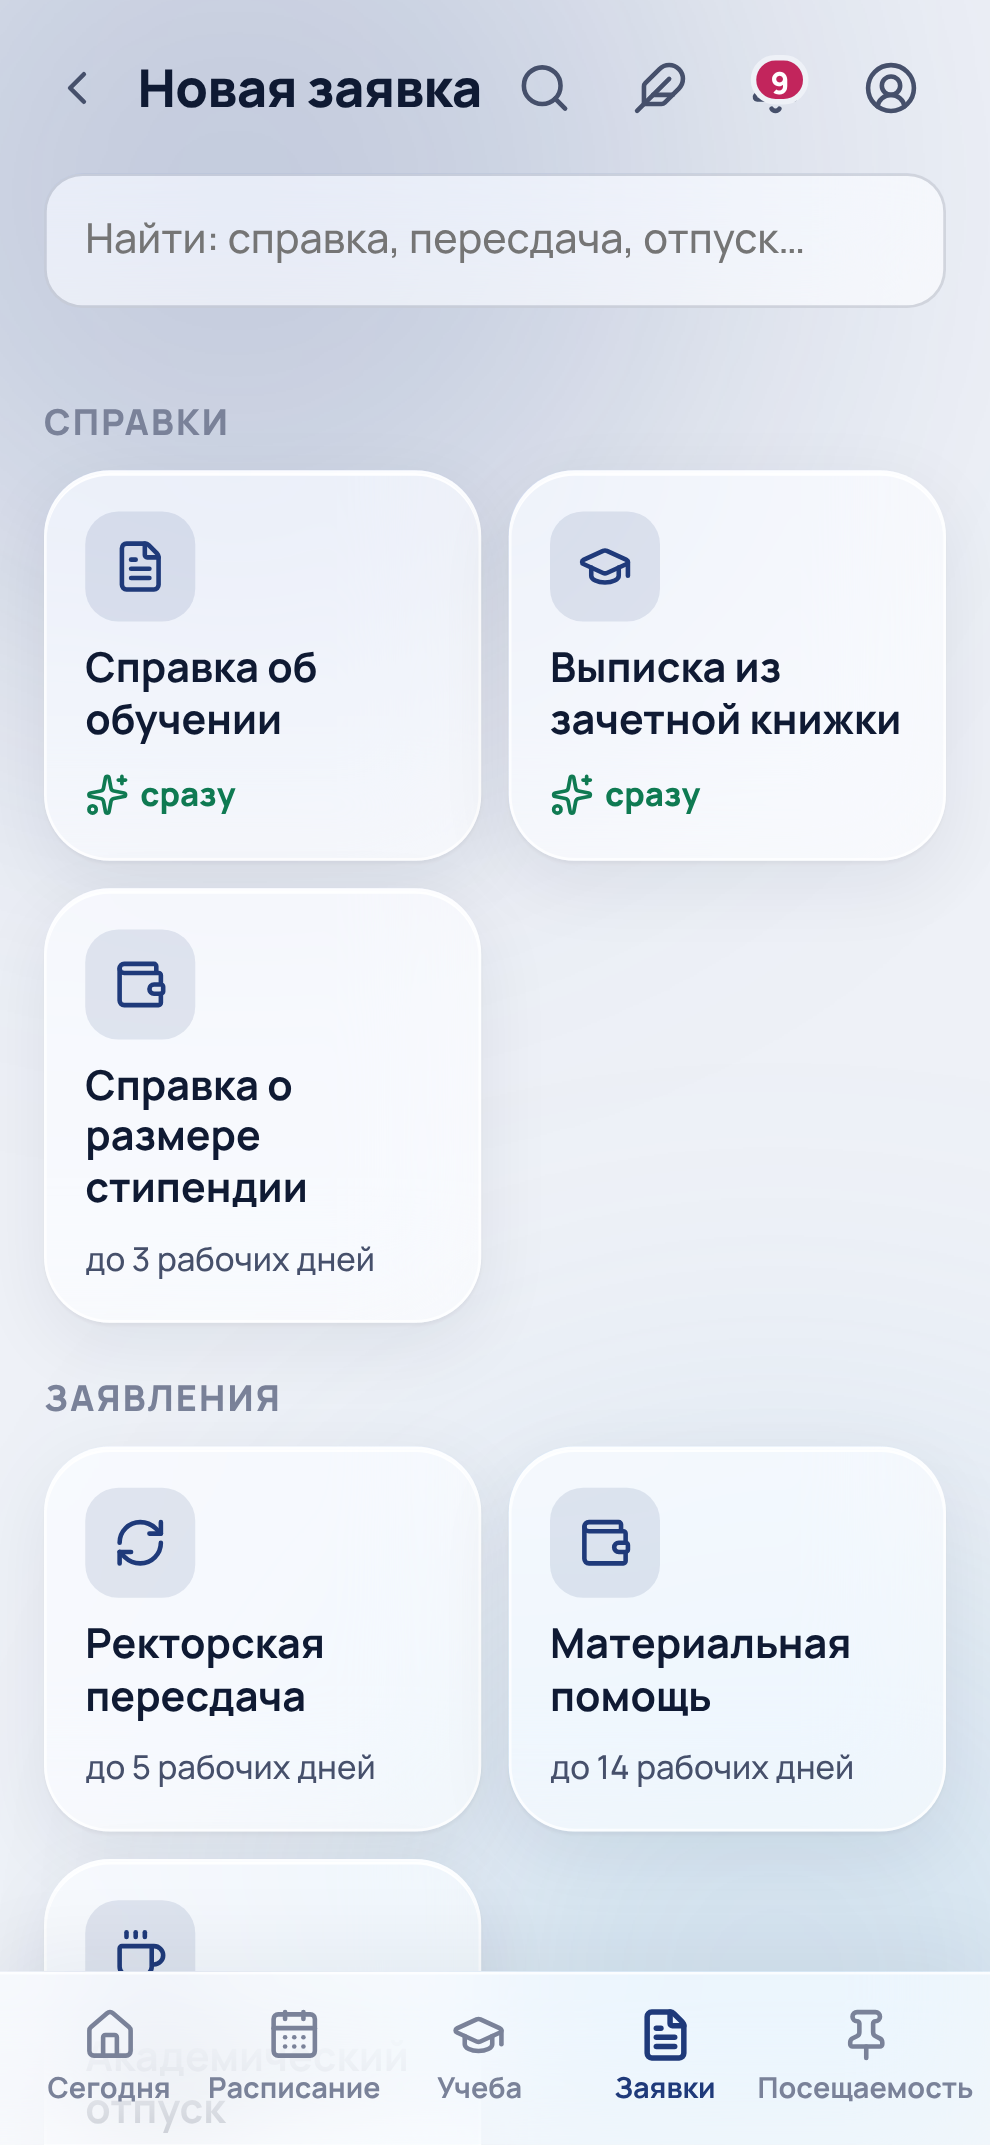 Новая заявка
9
Найти: справка, пересдача, отпуск...
СПРАВКИ
Справка об
обучении
сразу
Выписка из
зачетной книжки
сразу
Справка о
размере
стипендии
до 3 рабочих дней
ЗАЯВЛЕНИЯ
Ректорская
пересдача
до 5 рабочих дней
Материальная
помощь
до 14 рабочих дней
Академический
отпуск
Сегодня
Расписание
Учеба
Заявки
Посещаемость